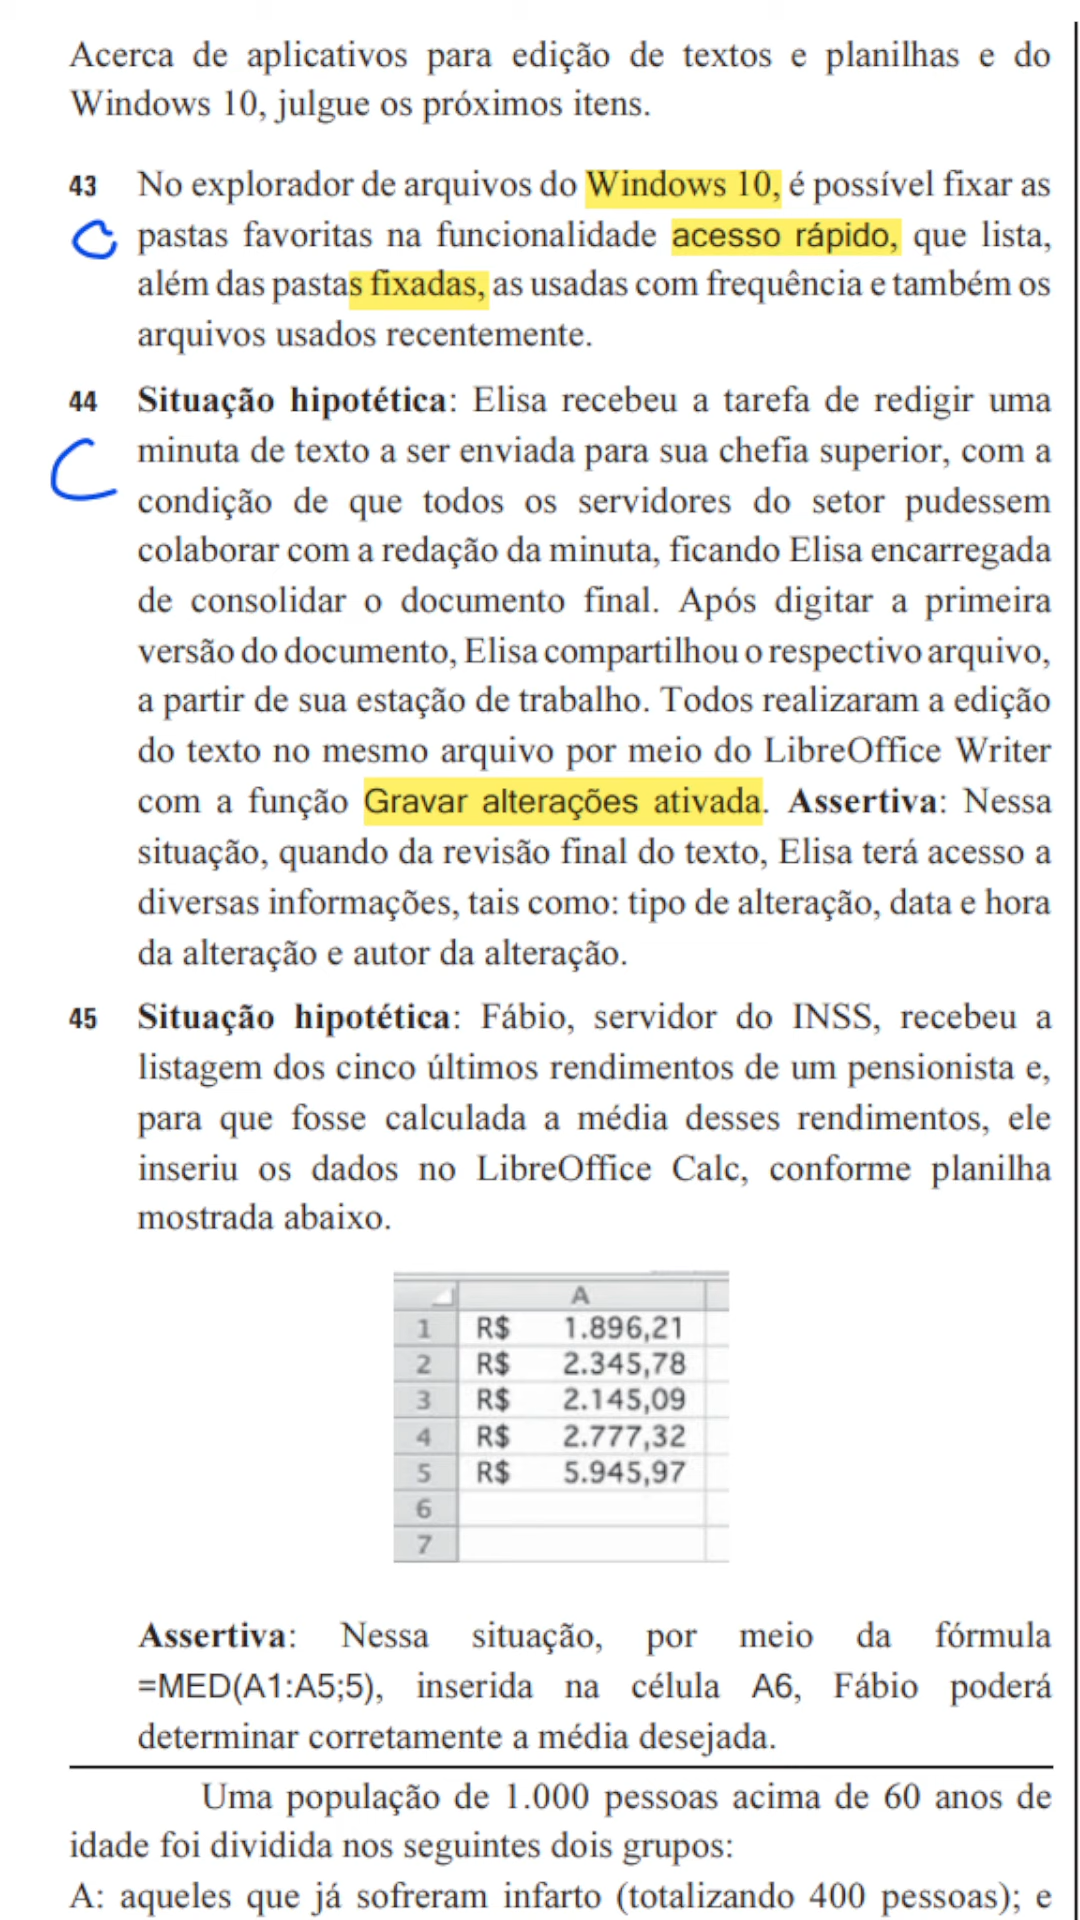 Acerca de aplicativos para edição de textos e planilhas e do
Windows 10, julgue os próximos itens.
43 No explorador de arquivos do Windows 10, é possível fixar as
C pastas favoritas na funcionalidade acesso rápido, que lista,
além das pastas fixadas, as usadas com frequência e também os
arquivos usados recentemente.
44 Situação hipotética: Elisa recebeu a tarefa de redigir uma
C minuta de texto a ser enviada para sua chefia superior, com a
condição de que todos os servidores do setor pudessem
colaborar com a redação da minuta, ficando Elisa encarregada
de consolidar o documento final. Após digitar a primeira
versão do documento, Elisa compartilhou o respectivo arquivo,
a partir de sua estação de trabalho. Todos realizaram a edição
do texto no mesmo arquivo por meio do LibreOffice Writer
com a função Gravar alterações ativada. Assertiva: Nessa
situação, quando da revisão final do texto, Elisa terá acesso a
diversas informações, tais como: tipo de alteração, data e hora
da alteração e autor da alteração.
45 Situação hipotética: Fábio, servidor do INSS, recebeu a
listagem dos cinco últimos rendimentos de um pensionista e,
para que fosse calculada a média desses rendimentos, ele
inseriu os dados no LibreOffice Calc, conforme planilha
mostrada abaixo.
A
1 R$ 1.896,21
2 R$ 2.345,78
3 R$ 2.145,09
4 R$ 2.777,32
5 R$ 5.945,97
6
7
Assertiva: Nessa situação, por meio da fórmula
=MED(A1:A5;5), inserida na célula A6, Fábio poderá
determinar corretamente a média desejada.
Uma população de 1.000 pessoas acima de 60 anos de
idade foi dividida nos seguintes dois grupos:
A: aqueles que já sofreram infarto (totalizando 400 pessoas); e